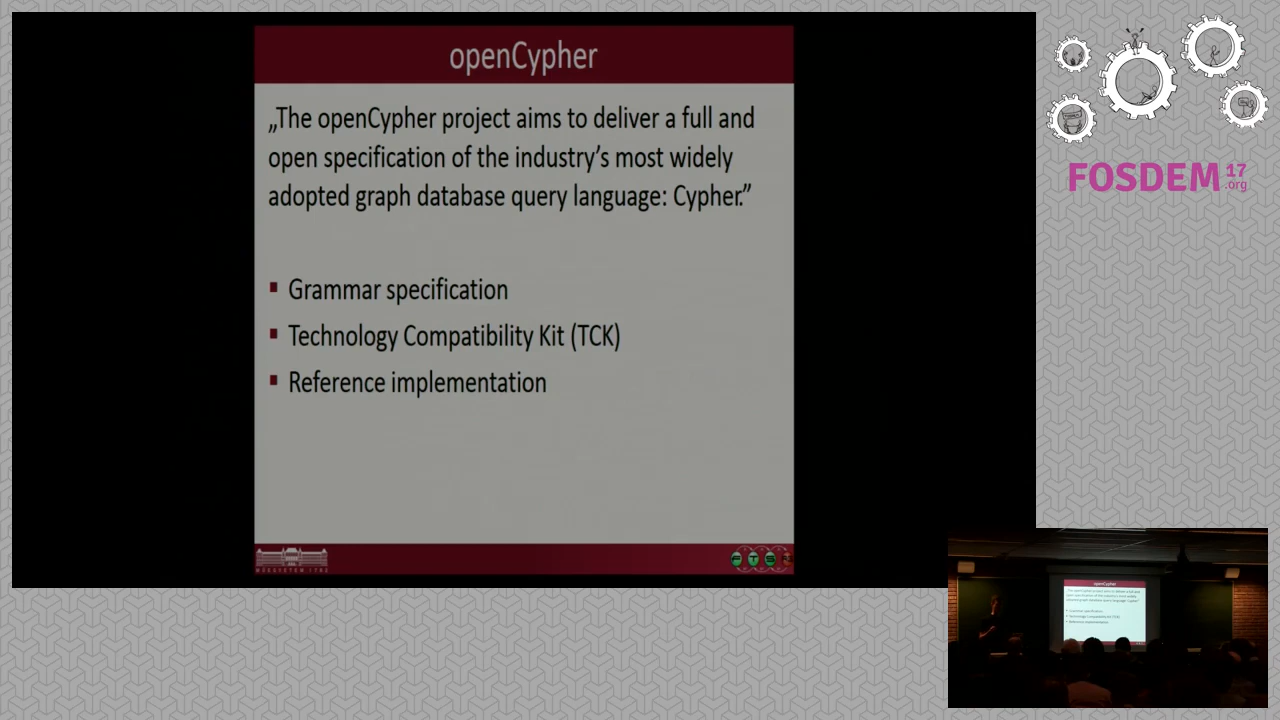 openCypher
„The openCypher project aims to deliver a full and
open specification of the industry’s most widely
adopted graph database query language: Cypher.”
▪ Grammar specification
▪ Technology Compatibility Kit (TCK)
▪ Reference implementation
FOSDEM 17
.org
openCypher